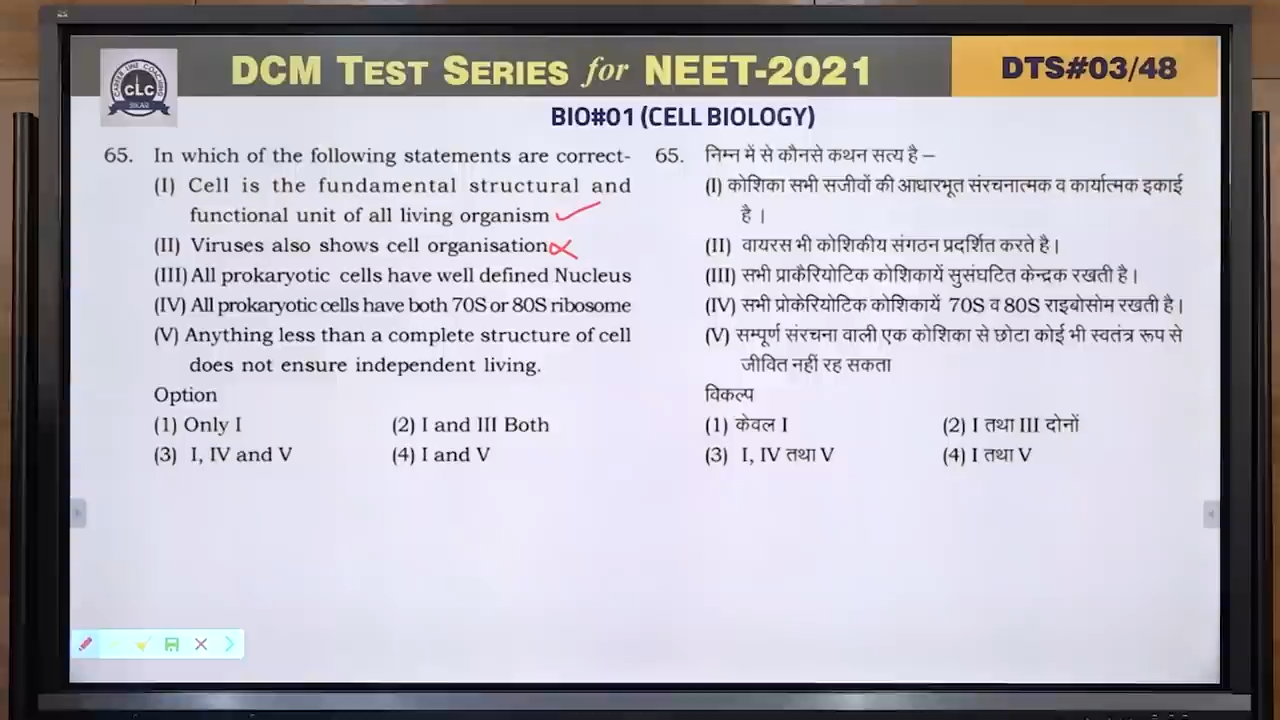 DCM TEST SERIES for NEET-2021
DTS#03/48
CAREER LINE COACHING
CLC
SIKAR
BIO#01 (CELL BIOLOGY)
65. In which of the following statements are correct-
(I) Cell is the fundamental structural and
functional unit of all living organism
(II) Viruses also shows cell organisation
(III) All prokaryotic cells have well defined Nucleus
(IV) All prokaryotic cells have both 70S or 80S ribosome
(V) Anything less than a complete structure of cell
does not ensure independent living.
Option
(1) Only I (2) I and III Both
(3) I, IV and V (4) I and V
65. निम्न में से कौनसे कथन सत्य है –
(I) कोशिका सभी सजीवों की आधारभूत संरचनात्मक व कार्यात्मक इकाई
है ।
(II) वायरस भी कोशिकीय संगठन प्रदर्शित करते है।
(III) सभी प्राकैरियोटिक कोशिकायें सुसंघटित केन्द्रक रखती है।
(IV) सभी प्रोकेरियोटिक कोशिकायें 70S व 80S राइबोसोम रखती है।
(V) सम्पूर्ण संरचना वाली एक कोशिका से छोटा कोई भी स्वतंत्र रूप से
जीवित नहीं रह सकता
विकल्प
(1) केवल I (2) I तथा III दोनों
(3) I, IV तथा V (4) I तथा V